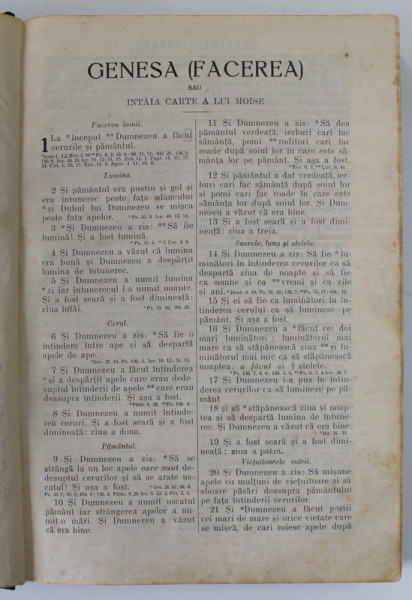 GENESA (FACEREA)
SAU
INTÂIA CARTE A LUI MOISE
Facerea lumii.
1 La *început **Dumnezeu a făcut
cerurile și pământul.
Lumina.
2 Și pământul era pustiu și gol și
era întunerec peste fața adâncului
*și Duhul lui Dumnezeu se mișca
peste fața apelor.
3 *Și Dumnezeu a zis: **Să fie
lumină! Și a fost lumină.
4 Și Dumnezeu a văzut că lumina
era bună și Dumnezeu a despărțit
lumina de întunerec.
5 Și Dumnezeu a numit lumina
*zi iar întunerecul l-a numit noapte.
Și a fost seară și a fost dimineață:
ziua întâi.
Cerul.
6 Și Dumnezeu a zis: *Să fie o
întindere între ape și să despartă
apele de ape.
7 Și Dumnezeu a făcut întinderea
*și a despărțit apele care erau dede-
suptul întinderii de apele **care erau
deasupra întinderii. Și așa a fost.
8 Și Dumnezeu a numit întinde-
rea ceruri. Și a fost seară și a fost
dimineață: ziua a doua.
Pământul.
9 Și Dumnezeu a zis: *Să se
strângă la un loc apele care sunt de
desuptul cerurilor și să se arate us-
catul! Și așa a fost.
10 Și Dumnezeu a numit uscatul
pământ iar strângerea apelor a nu-
mit-o mări. Și Dumnezeu a văzut
că era bine.
11 Și Dumnezeu a zis: *Să dea
pământul verdeață, ierburi cari fac
sămânță, pomi **roditori cari fac
roade după soiul lor în care este să-
mânța lor pe pământ. Și așa a fost.
12 Și pământul a dat verdeață, ier-
buri cari fac sămânță după soiul lor
și pomi cari fac roade în care este
sămânța lor după soiul lor. Și Dum-
nezeu a văzut că era bine.
13 Și a fost seară și a fost dimi-
neață: ziua a treia.
Soarele, luna și stelele.
14 Și Dumnezeu a zis: Să fie *lu-
minători în întinderea cerurilor ca să
despartă ziua de noapte și să fie
ca semne și ca **vremi și ca zile
și ani.
15 Și ei să fie ca luminători în în-
tinderea cerului ca să lumineze pe
pământ. Și așa a fost.
16 Și Dumnezeu a *făcut cei doi
mari luminători; luminătorul mai
mare ca să stăpânească ziua **și lu-
minătorul mai mic ca să stăpânească
noaptea; a făcut și † stelele.
17 Și Dumnezeu i-a pus în întin-
derea cerurilor ca să lumineze pe pă-
mânt
18 și să *stăpânească ziua și noap-
tea și să despartă lumina de întune-
rec. Și Dumnezeu a văzut că era bine.
19 Și a fost seară și a fost dimi-
neață: ziua a patra.
Viețuitoarele mării.
20 Și Dumnezeu a zis: Să mișune
apele cu mulțimi de viețuitoare și să
sboare păsări deasupra pământului
pe fața întinderii cerurilor.
21 Și *Dumnezeu a făcut peștii
cei mari de mare și orice vietate care
se mișcă, de cari roiesc apele după